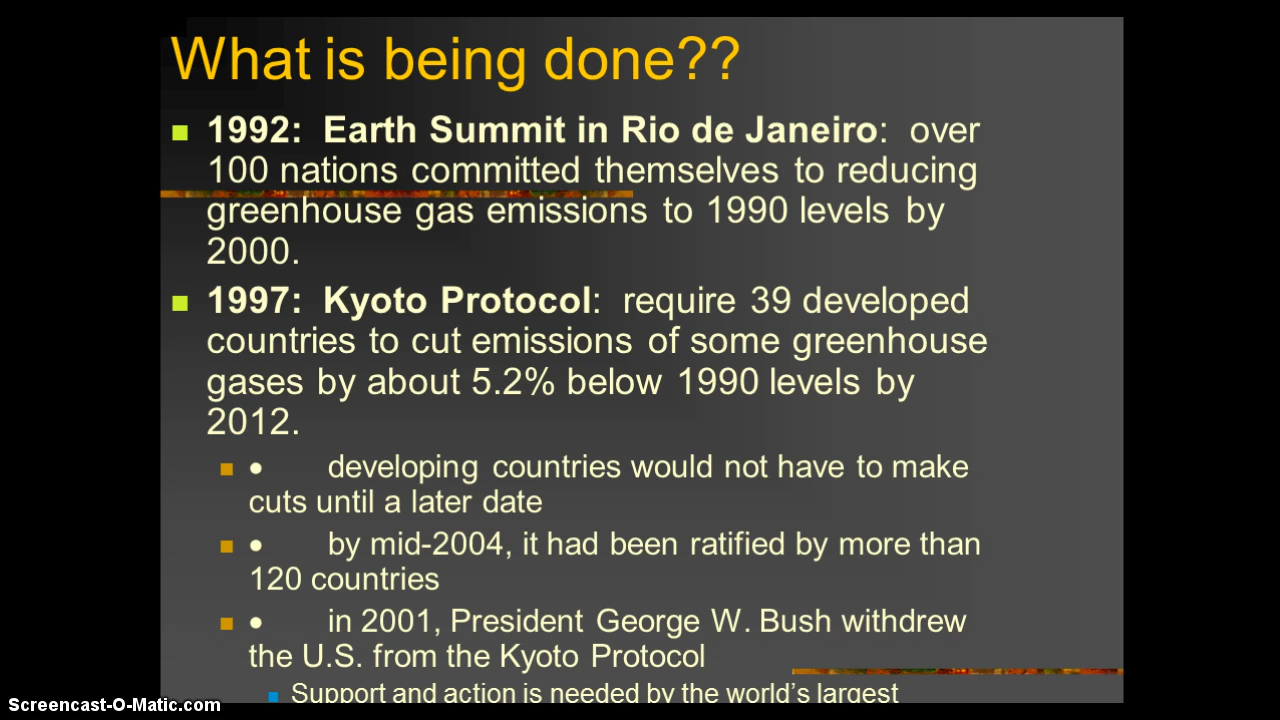 What is being done??
1992: Earth Summit in Rio de Janeiro: over
100 nations committed themselves to reducing
greenhouse gas emissions to 1990 levels by
2000.
1997: Kyoto Protocol: require 39 developed
countries to cut emissions of some greenhouse
gases by about 5.2% below 1990 levels by
2012.
• developing countries would not have to make
cuts until a later date
• by mid-2004, it had been ratified by more than
120 countries
• in 2001, President George W. Bush withdrew
the U.S. from the Kyoto Protocol
Support and action is needed by the world's largest
Screencast-O-Matic.com